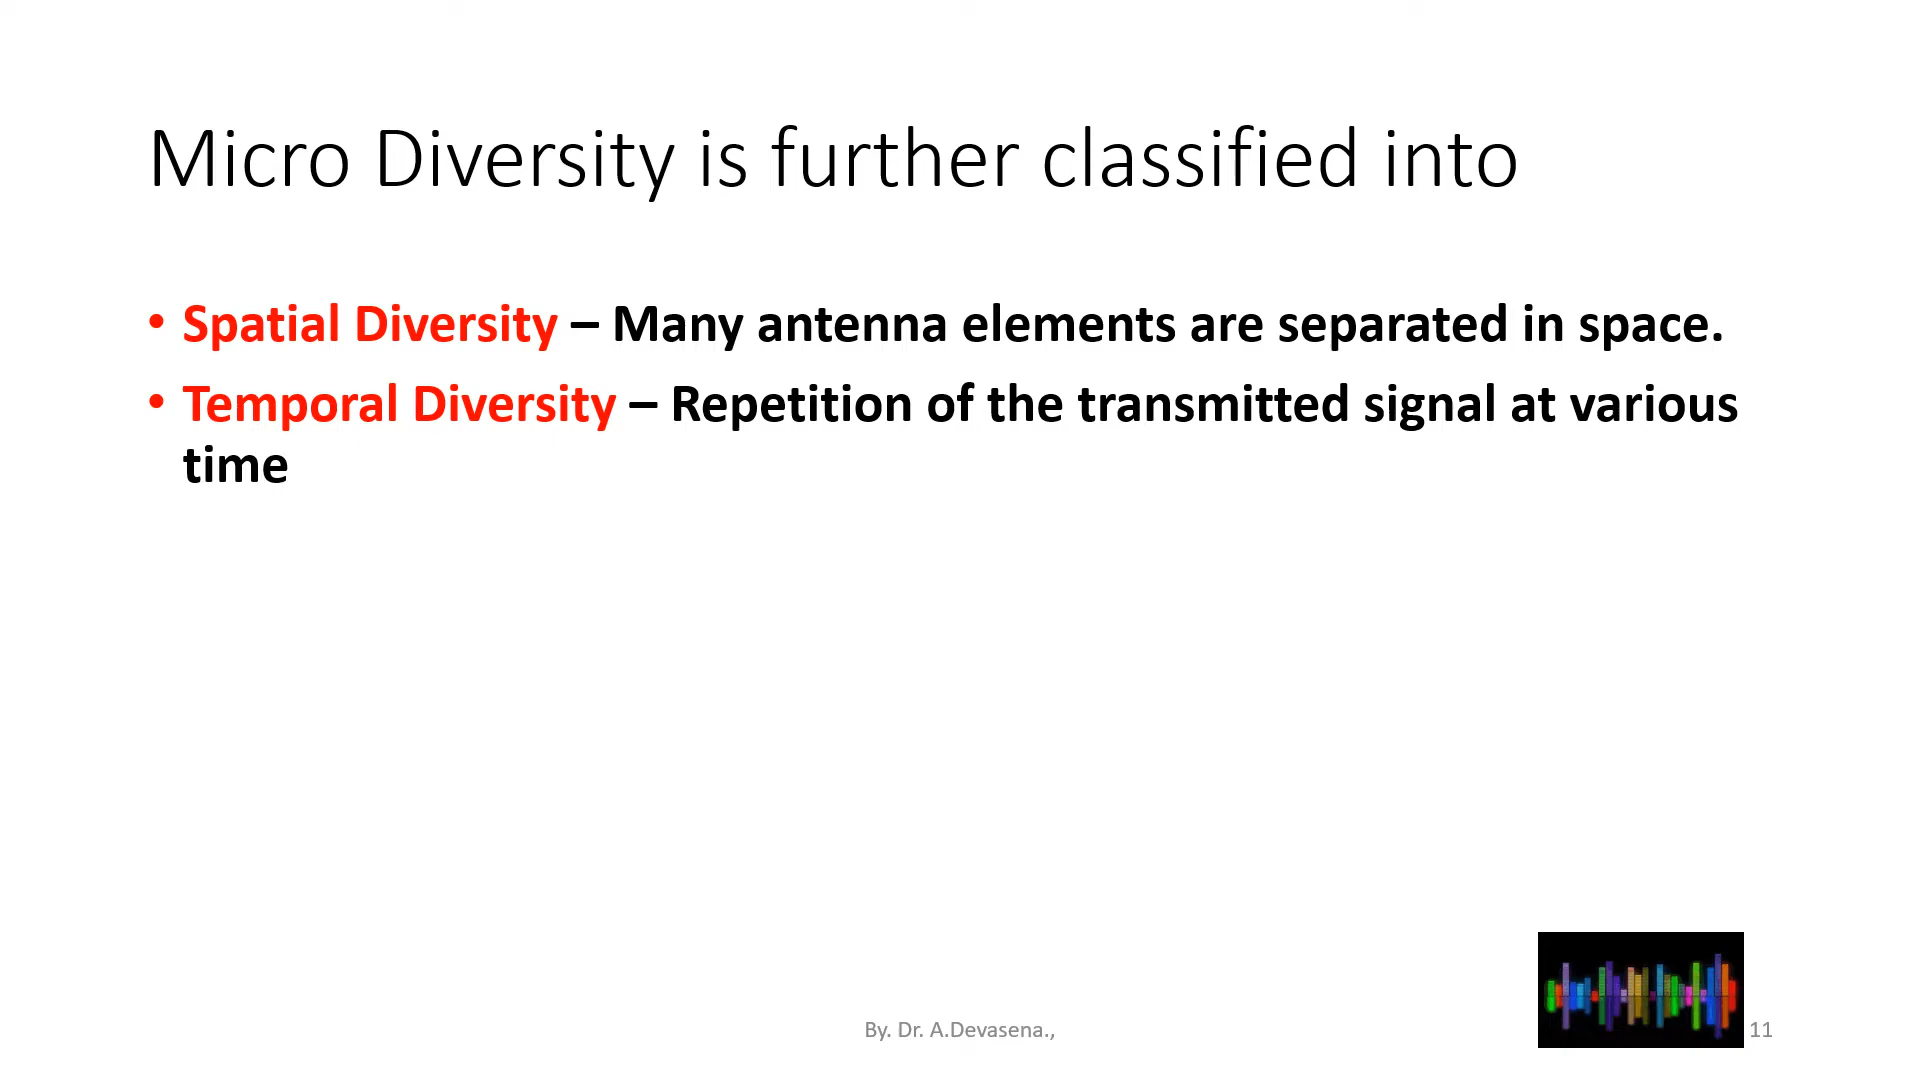 Micro Diversity is further classified into
• Spatial Diversity – Many antenna elements are separated in space.
• Temporal Diversity – Repetition of the transmitted signal at various
time
By. Dr. A.Devasena.,
11